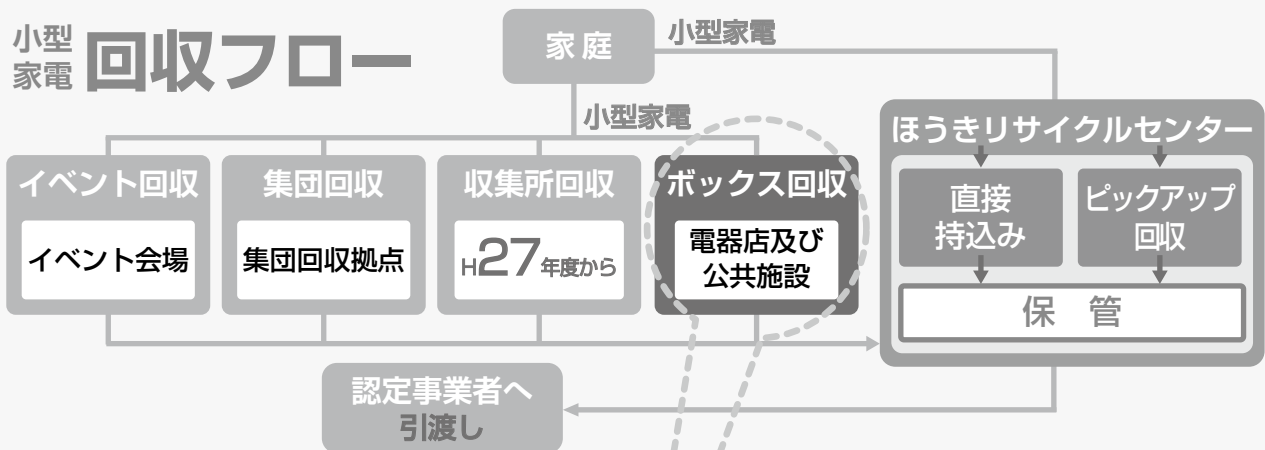 小型
家電
回収フロー
家庭
小型家電
小型家電
イベント回収
イベント会場
集団回収
集団回収拠点
収集所回収
H27年度から
ボックス回収
電器店及び
公共施設
ほうきリサイクルセンター
直接
持込み
ピックアップ
回収
保 管
認定事業者へ
引渡し